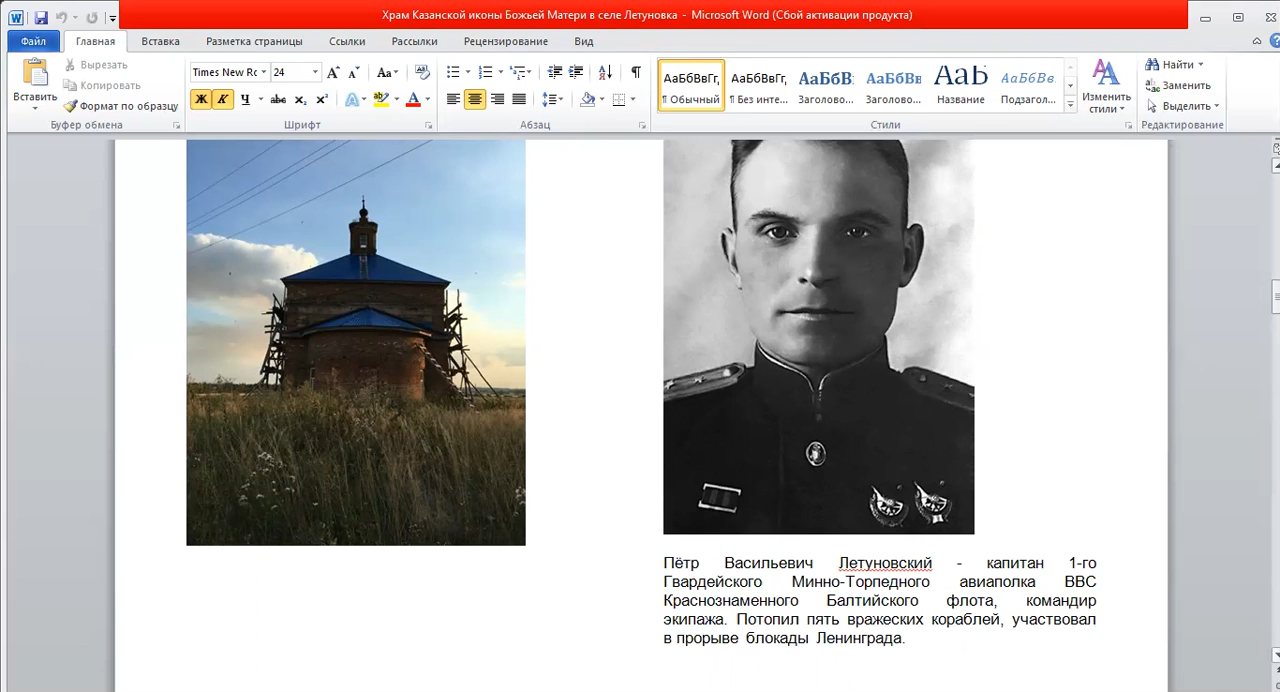 Храм Казанской иконы Божьей Матери в селе Летуновка - Microsoft Word (Сбой активации продукта)
Файл Главная Вставка Разметка страницы Ссылки Рассылки Рецензирование Вид
Вставить
Вырезать
Копировать
Формат по образцу
Буфер обмена
Times New Rc 24
Ж К Ч abc x₂ x²
Шрифт
Абзац
АаБбВвГг, АаБбВвГг, АаБбВ АаБбВв АаБ АаБбВв.
¶ Обычный ¶ Без инте... Заголово... Заголово... Название Подзагол...
Стили
Изменить
стили
Найти
Заменить
Выделить
Редактирование
Пётр Васильевич Летуновский - капитан 1-го
Гвардейского Минно-Торпедного авиаполка ВВС
Краснознаменного Балтийского флота, командир
экипажа. Потопил пять вражеских кораблей, участвовал
в прорыве блокады Ленинграда.